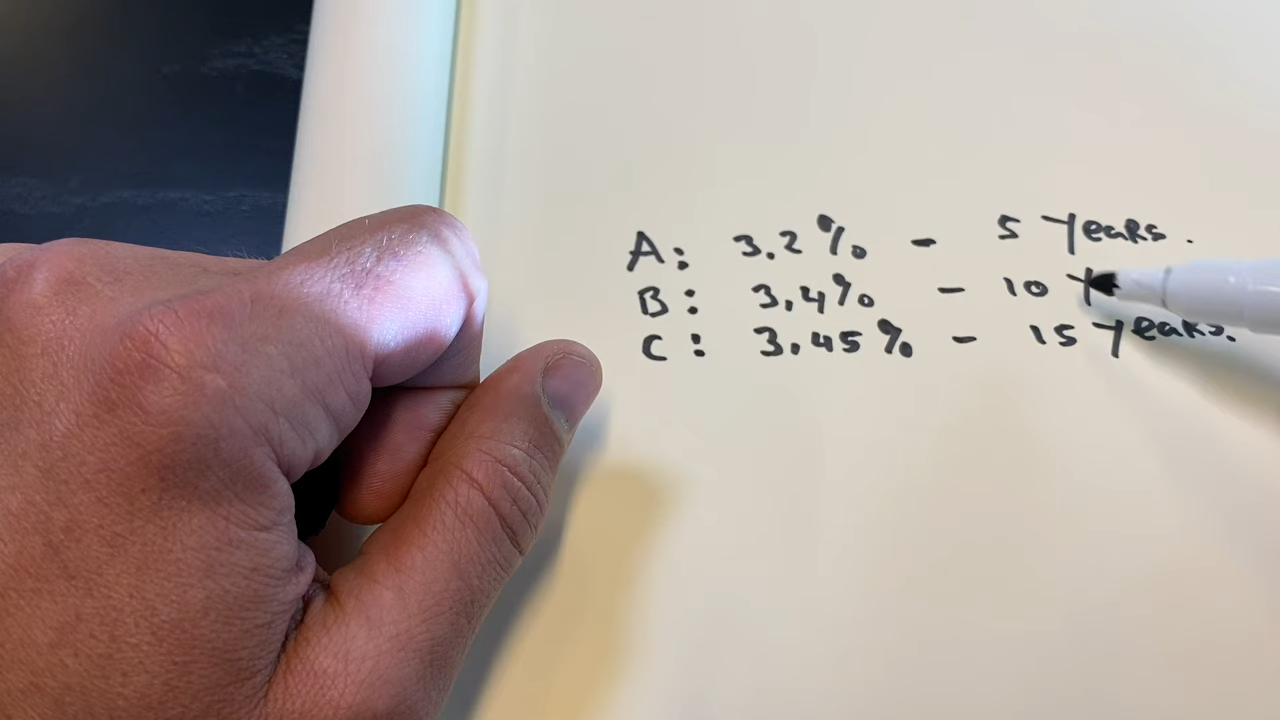 A: 3.2% - 5 Years.
B: 3.4% - 10 Y
C: 3.45% - 15 years.